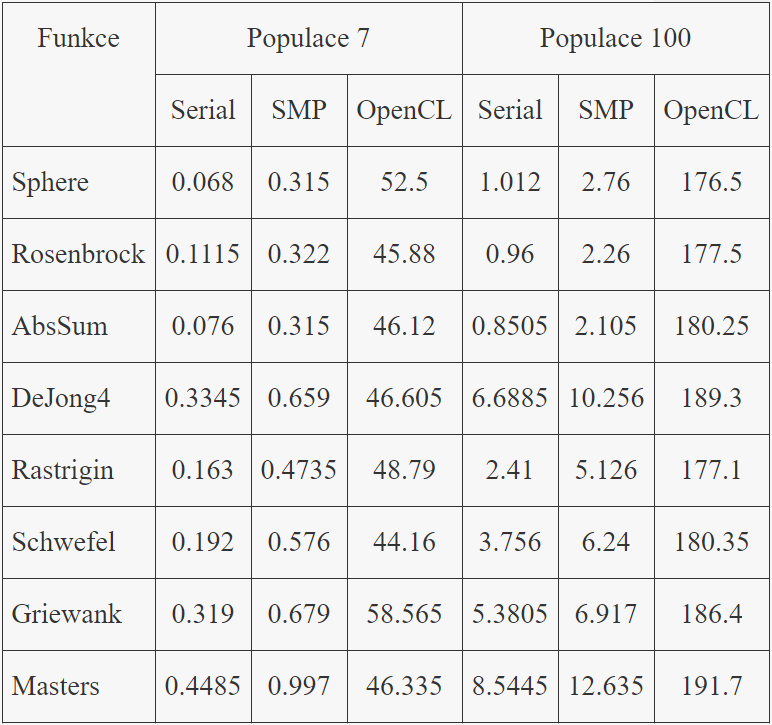 Funkce Populace 7 Populace 100
Serial SMP OpenCL Serial SMP OpenCL
Sphere 0.068 0.315 52.5 1.012 2.76 176.5
Rosenbrock 0.1115 0.322 45.88 0.96 2.26 177.5
AbsSum 0.076 0.315 46.12 0.8505 2.105 180.25
DeJong4 0.3345 0.659 46.605 6.6885 10.256 189.3
Rastrigin 0.163 0.4735 48.79 2.41 5.126 177.1
Schwefel 0.192 0.576 44.16 3.756 6.24 180.35
Griewank 0.319 0.679 58.565 5.3805 6.917 186.4
Masters 0.4485 0.997 46.335 8.5445 12.635 191.7